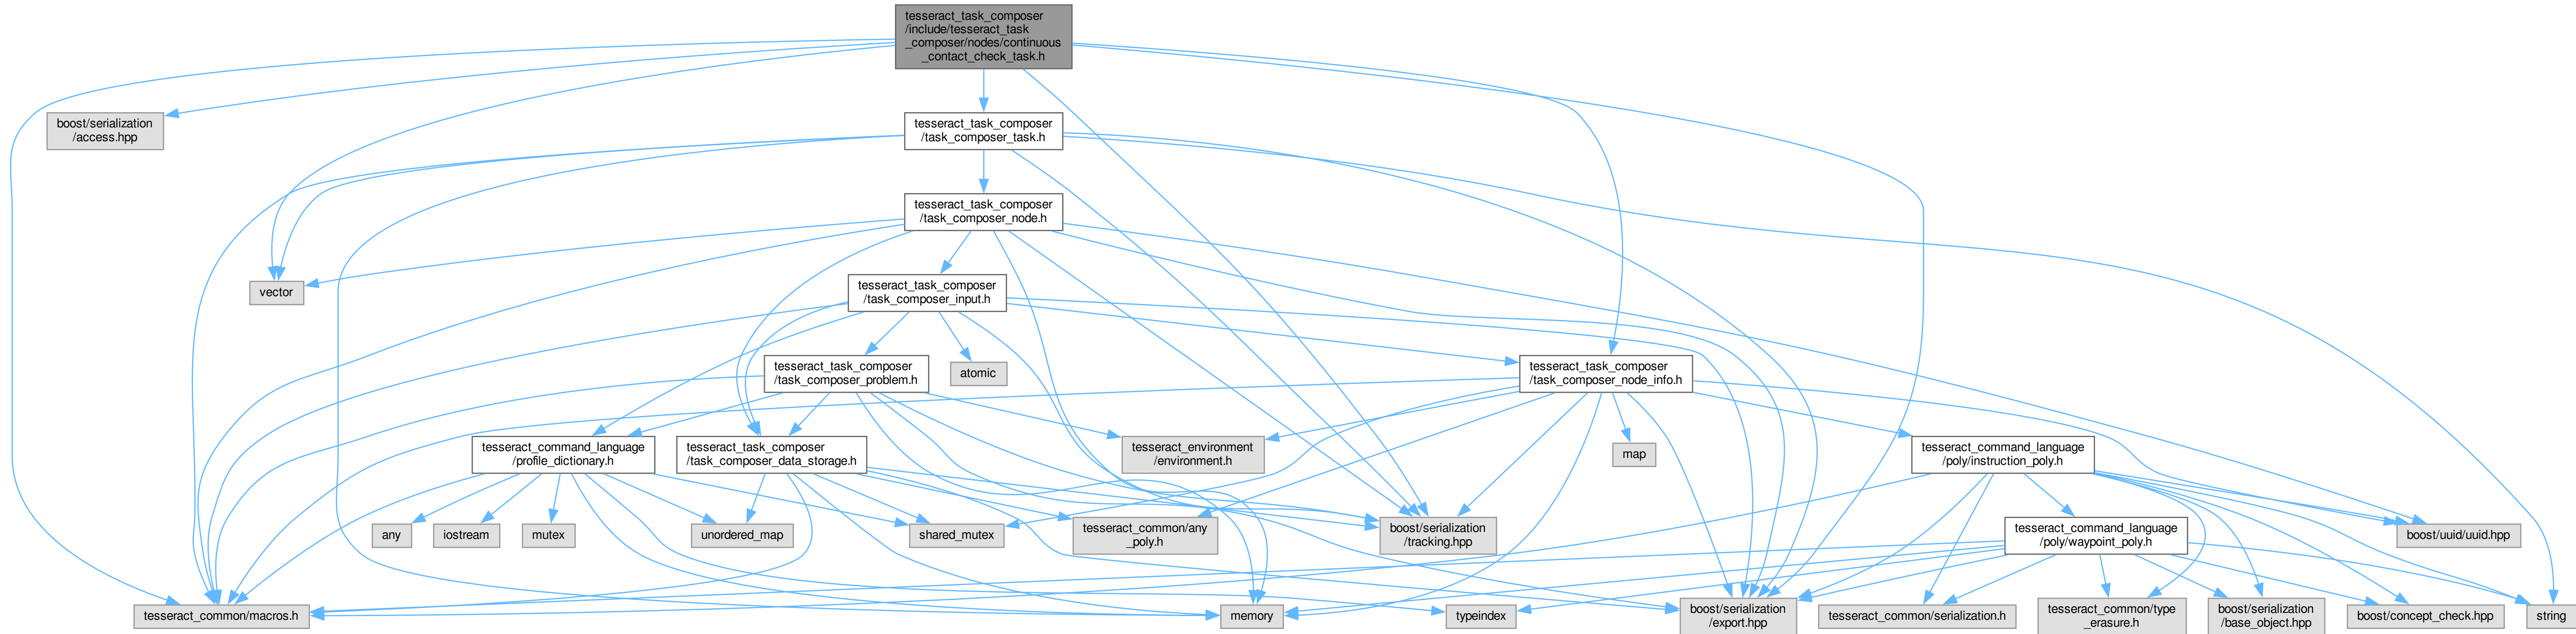 tesseract_task_composer
/include/tesseract_task
_composer/nodes/continuous
_contact_check_task.h
boost/serialization
/access.hpp
tesseract_task_composer
/task_composer_task.h
tesseract_task_composer
/task_composer_node.h
vector
tesseract_task_composer
/task_composer_input.h
tesseract_task_composer
/task_composer_problem.h
atomic
tesseract_task_composer
/task_composer_node_info.h
tesseract_command_language
/profile_dictionary.h
tesseract_task_composer
/task_composer_data_storage.h
tesseract_environment
/environment.h
map
tesseract_command_language
/poly/instruction_poly.h
any
iostream
mutex
unordered_map
shared_mutex
tesseract_common/any
_poly.h
boost/serialization
/tracking.hpp
tesseract_command_language
/poly/waypoint_poly.h
boost/uuid/uuid.hpp
tesseract_common/macros.h
memory
typeindex
boost/serialization
/export.hpp
tesseract_common/serialization.h
tesseract_common/type
_erasure.h
boost/serialization
/base_object.hpp
boost/concept_check.hpp
string